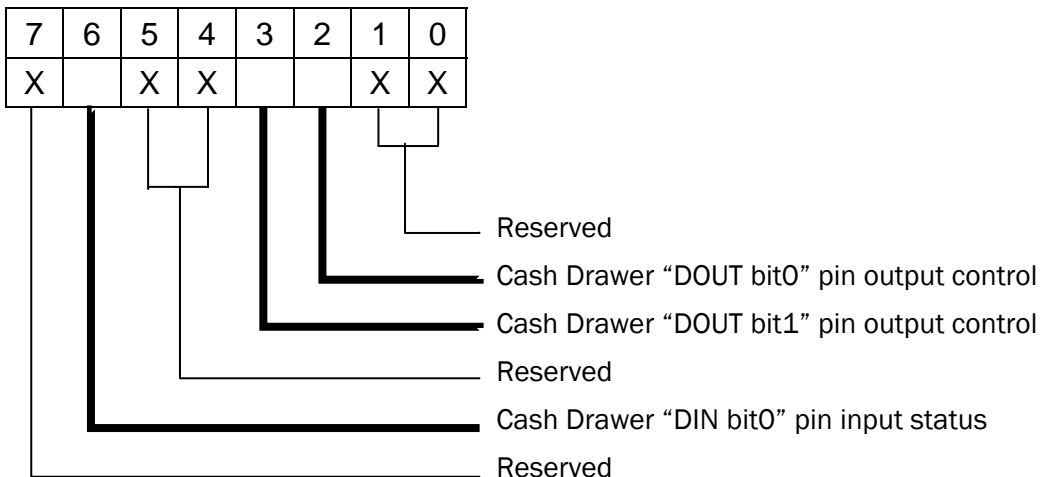 7 6 5 4 3 2 1 0
X X X X X
Reserved
Cash Drawer “DOUT bit0” pin output control
Cash Drawer “DOUT bit1” pin output control
Reserved
Cash Drawer “DIN bit0” pin input status
Reserved